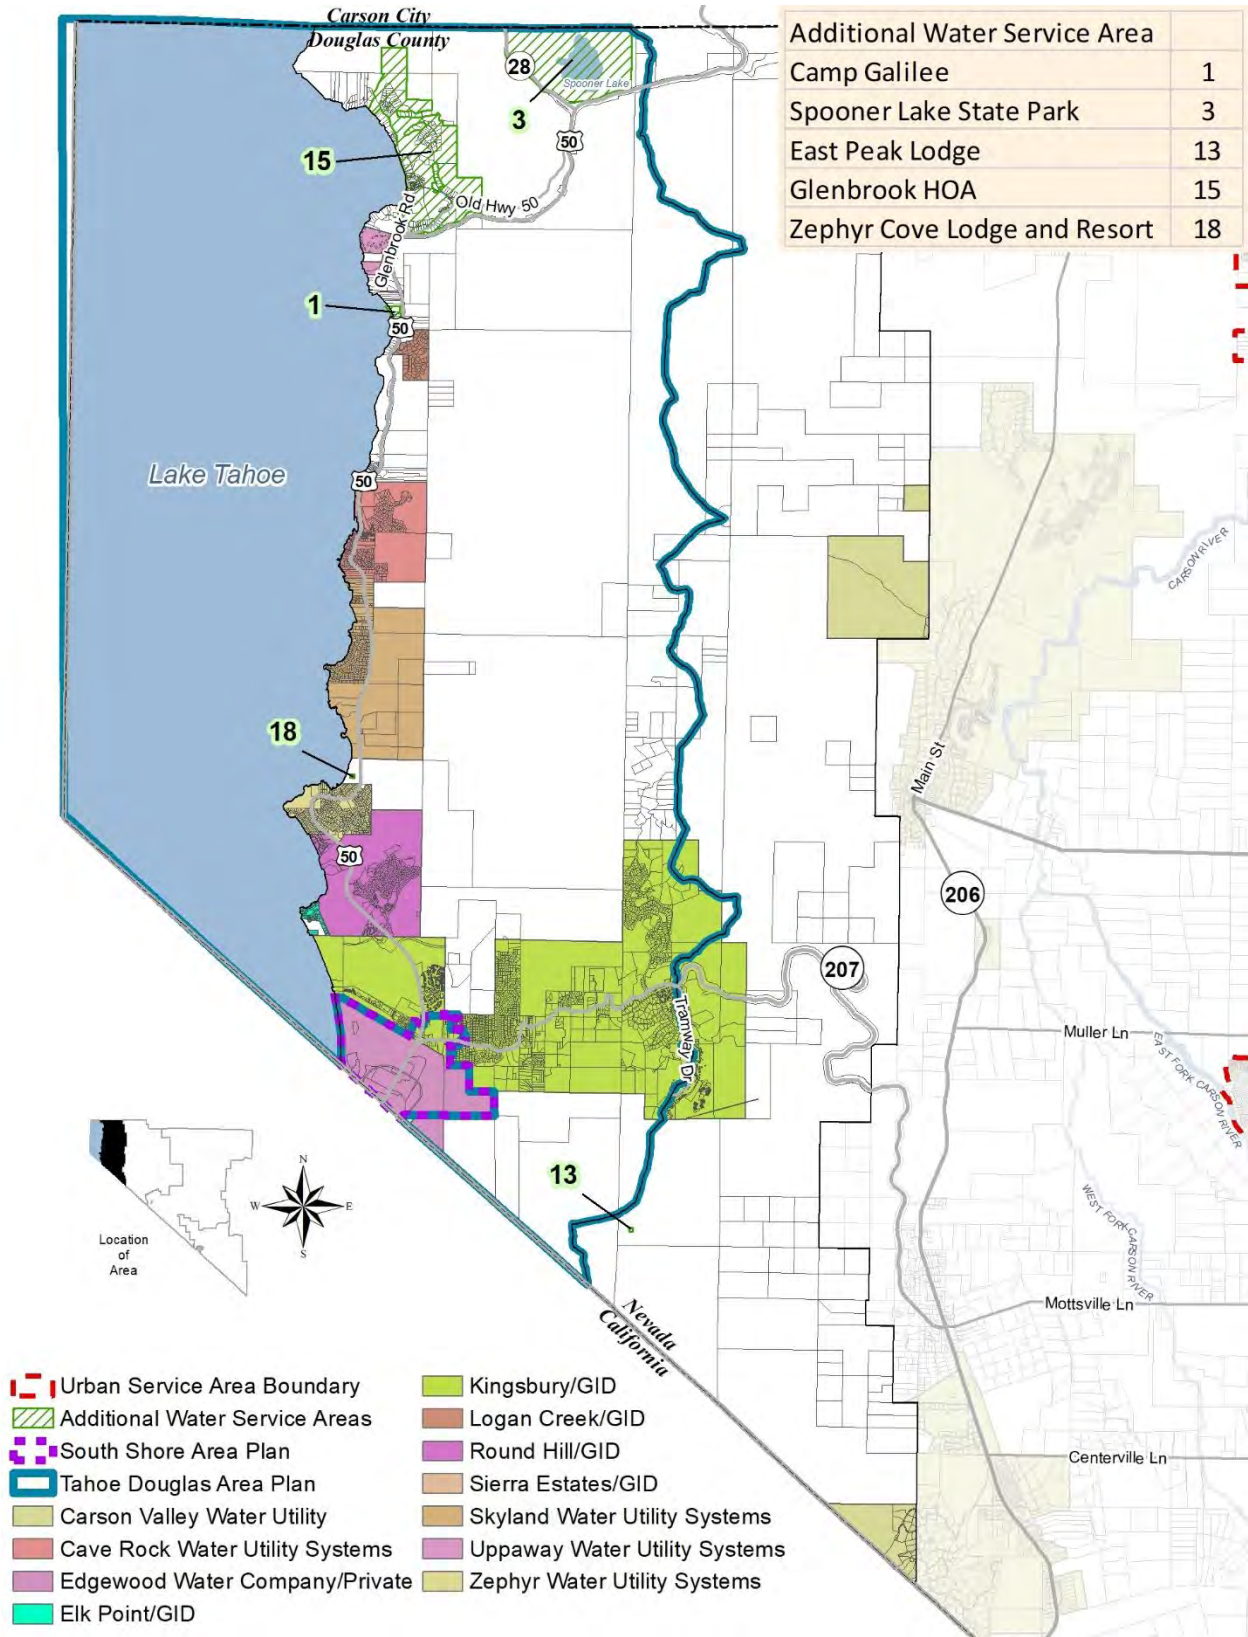 Carson City
Douglas County
Additional Water Service Area
Camp Galilee 1
Spooner Lake State Park 3
East Peak Lodge 13
Glenbrook HOA 15
Zephyr Cove Lodge and Resort 18
28
Spooner Lake
3
50
15
Old Hwy 50
Glenbrook Rd
1
50
Lake Tahoe
50
CARSON RIVER
18
Main St
50
206
207
Tramway Dr
Muller Ln
EAST FORK CARSON RIVER
13
WEST FORK CARSON RIVER
N
W E
S
Location
of
Area
Mottsville Ln
Nevada
California
Centerville Ln
Urban Service Area Boundary
Additional Water Service Areas
South Shore Area Plan
Tahoe Douglas Area Plan
Carson Valley Water Utility
Cave Rock Water Utility Systems
Edgewood Water Company/Private
Elk Point/GID
Kingsbury/GID
Logan Creek/GID
Round Hill/GID
Sierra Estates/GID
Skyland Water Utility Systems
Uppaway Water Utility Systems
Zephyr Water Utility Systems